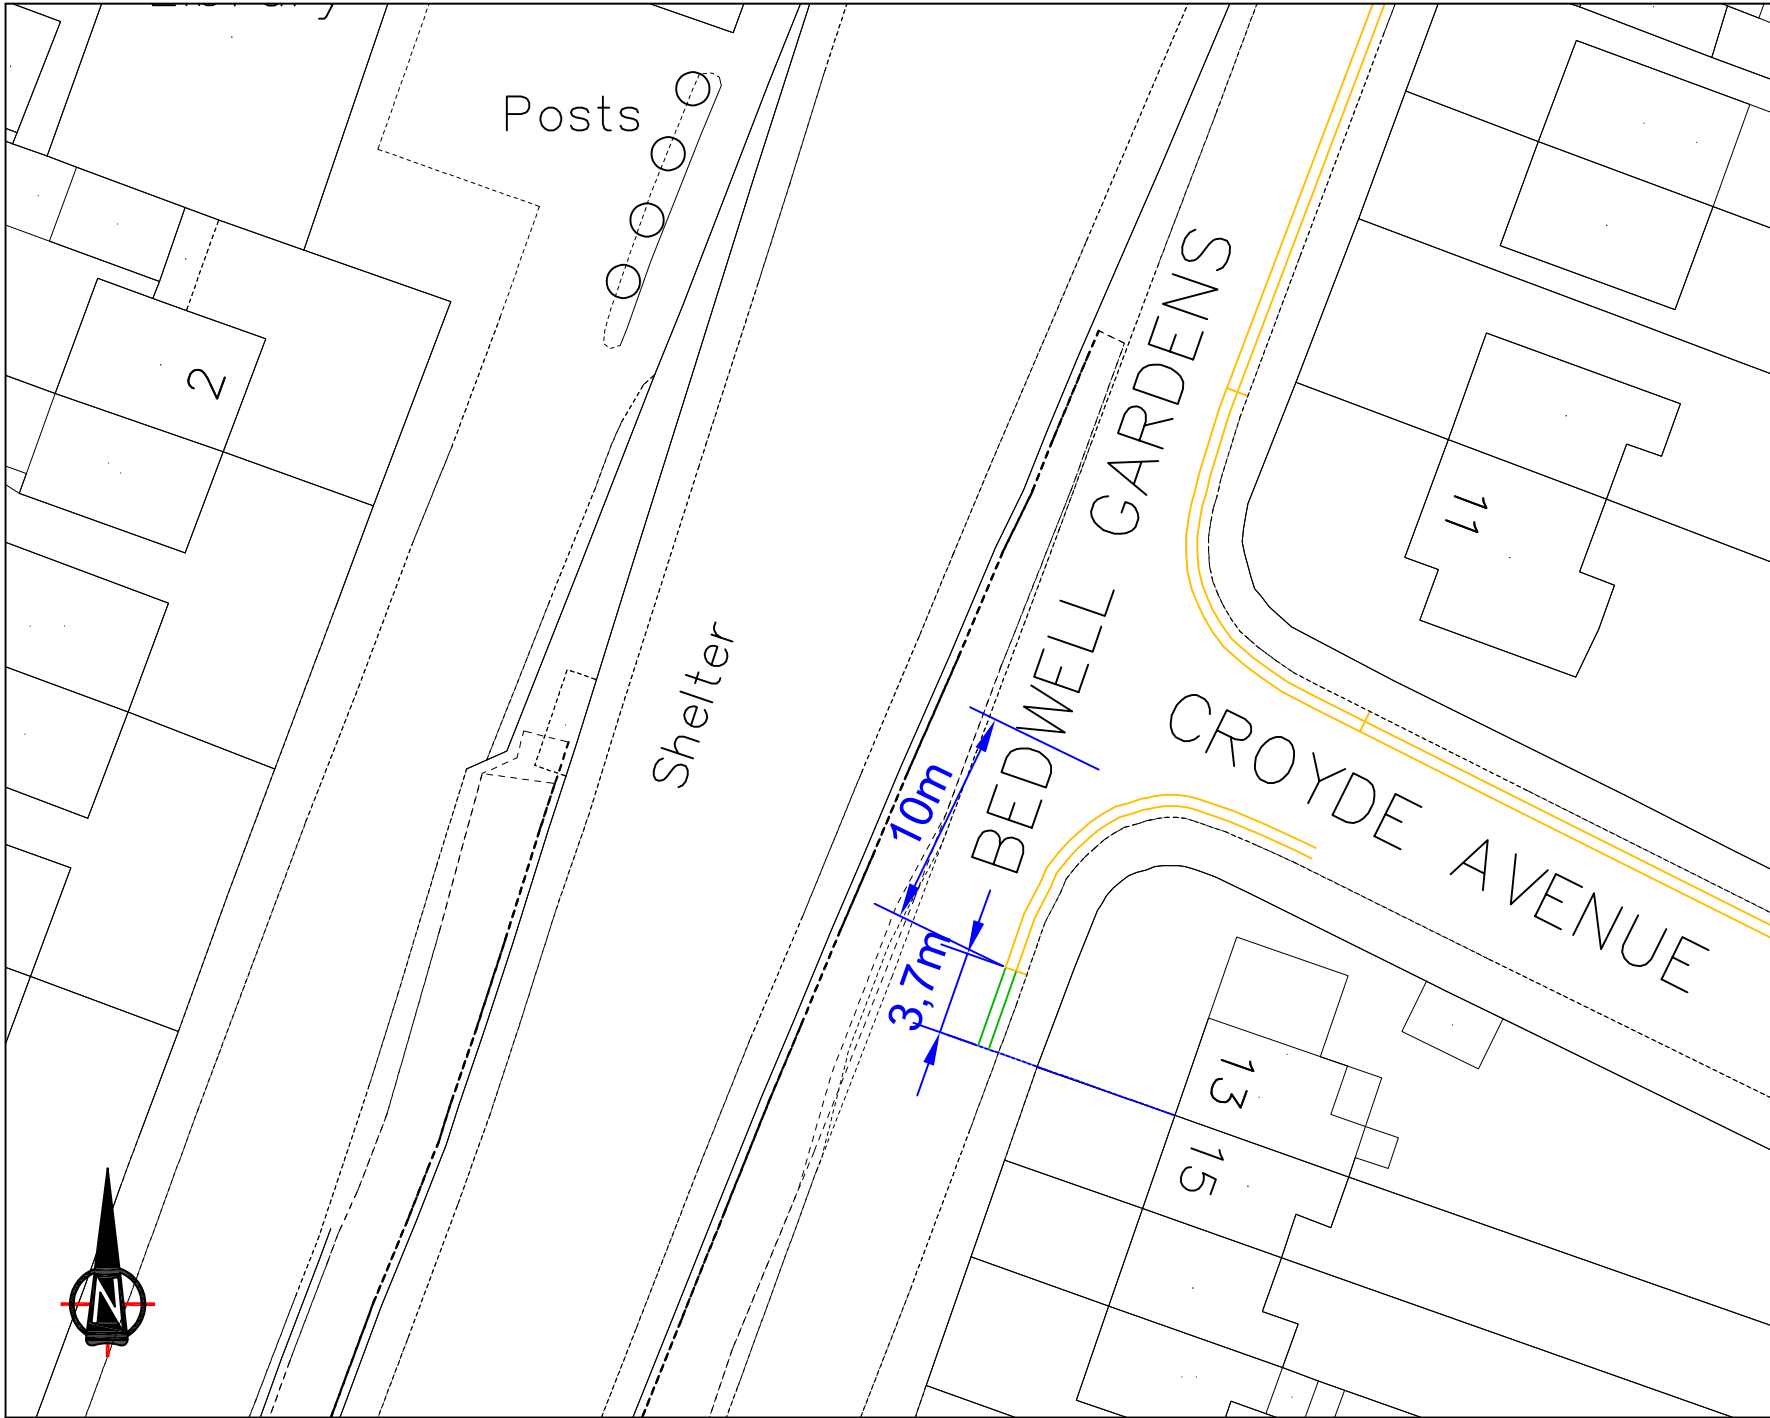 Posts
2
Shelter
BEDWELL GARDENS
11
CROYDE AVENUE
10m
3,7m
13
15
N